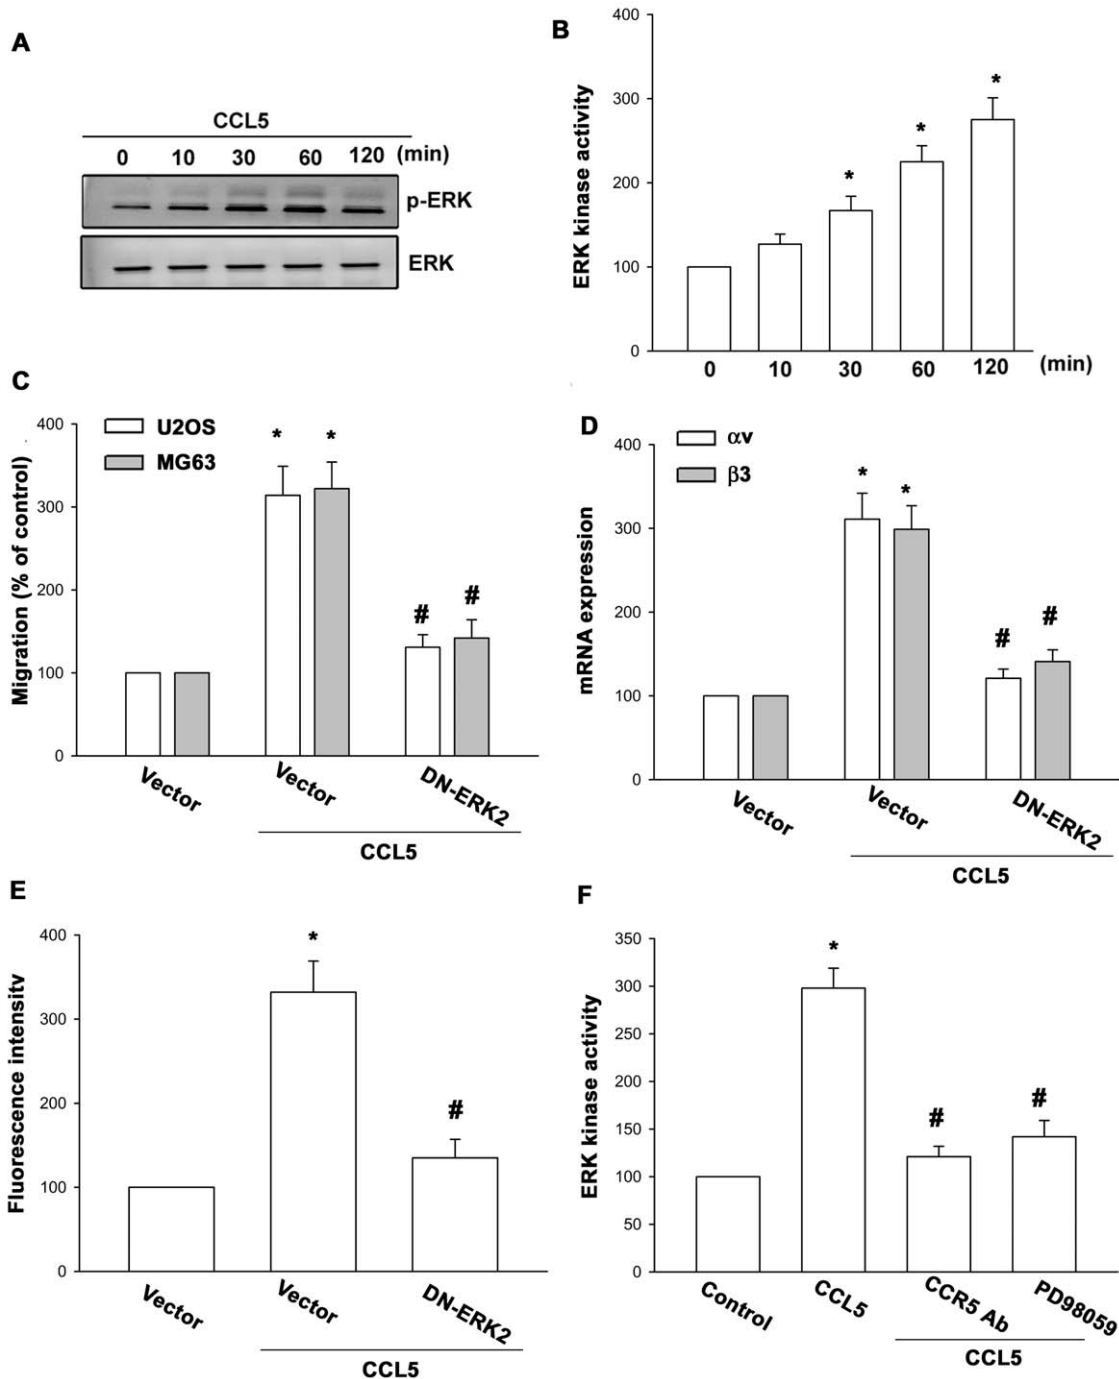 A
CCL5
0 10 30 60 120 (min)
p-ERK
ERK
B
ERK kinase activity
400
300
200
100
0
0 10 30 60 120 (min)
C
Migration (% of control)
400
300
200
100
0
U2OS
MG63
* *
# #
Vector Vector DN-ERK2
CCL5
D
mRNA expression
400
300
200
100
0
αv
β3
* *
# #
Vector Vector DN-ERK2
CCL5
E
Fluorescence intensity
400
300
200
100
0
*
#
Vector Vector DN-ERK2
CCL5
F
ERK kinase activity
350
300
250
200
150
100
50
0
*
# #
Control CCL5 CCR5 Ab PD98059
CCL5